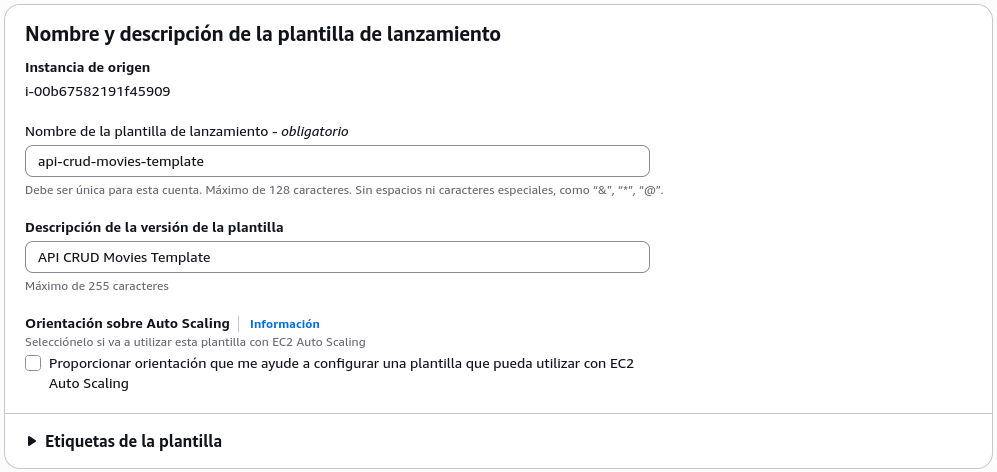 Nombre y descripción de la plantilla de lanzamiento
Instancia de origen
i-00b67582191f45909
Nombre de la plantilla de lanzamiento - obligatorio
api-crud-movies-template
Debe ser única para esta cuenta. Máximo de 128 caracteres. Sin espacios ni caracteres especiales, como “&”, “*”, “@”.
Descripción de la versión de la plantilla
API CRUD Movies Template
Máximo de 255 caracteres
Orientación sobre Auto Scaling | Información
Selecciónelo si va a utilizar esta plantilla con EC2 Auto Scaling
Proporcionar orientación que me ayude a configurar una plantilla que pueda utilizar con EC2
Auto Scaling
Etiquetas de la plantilla